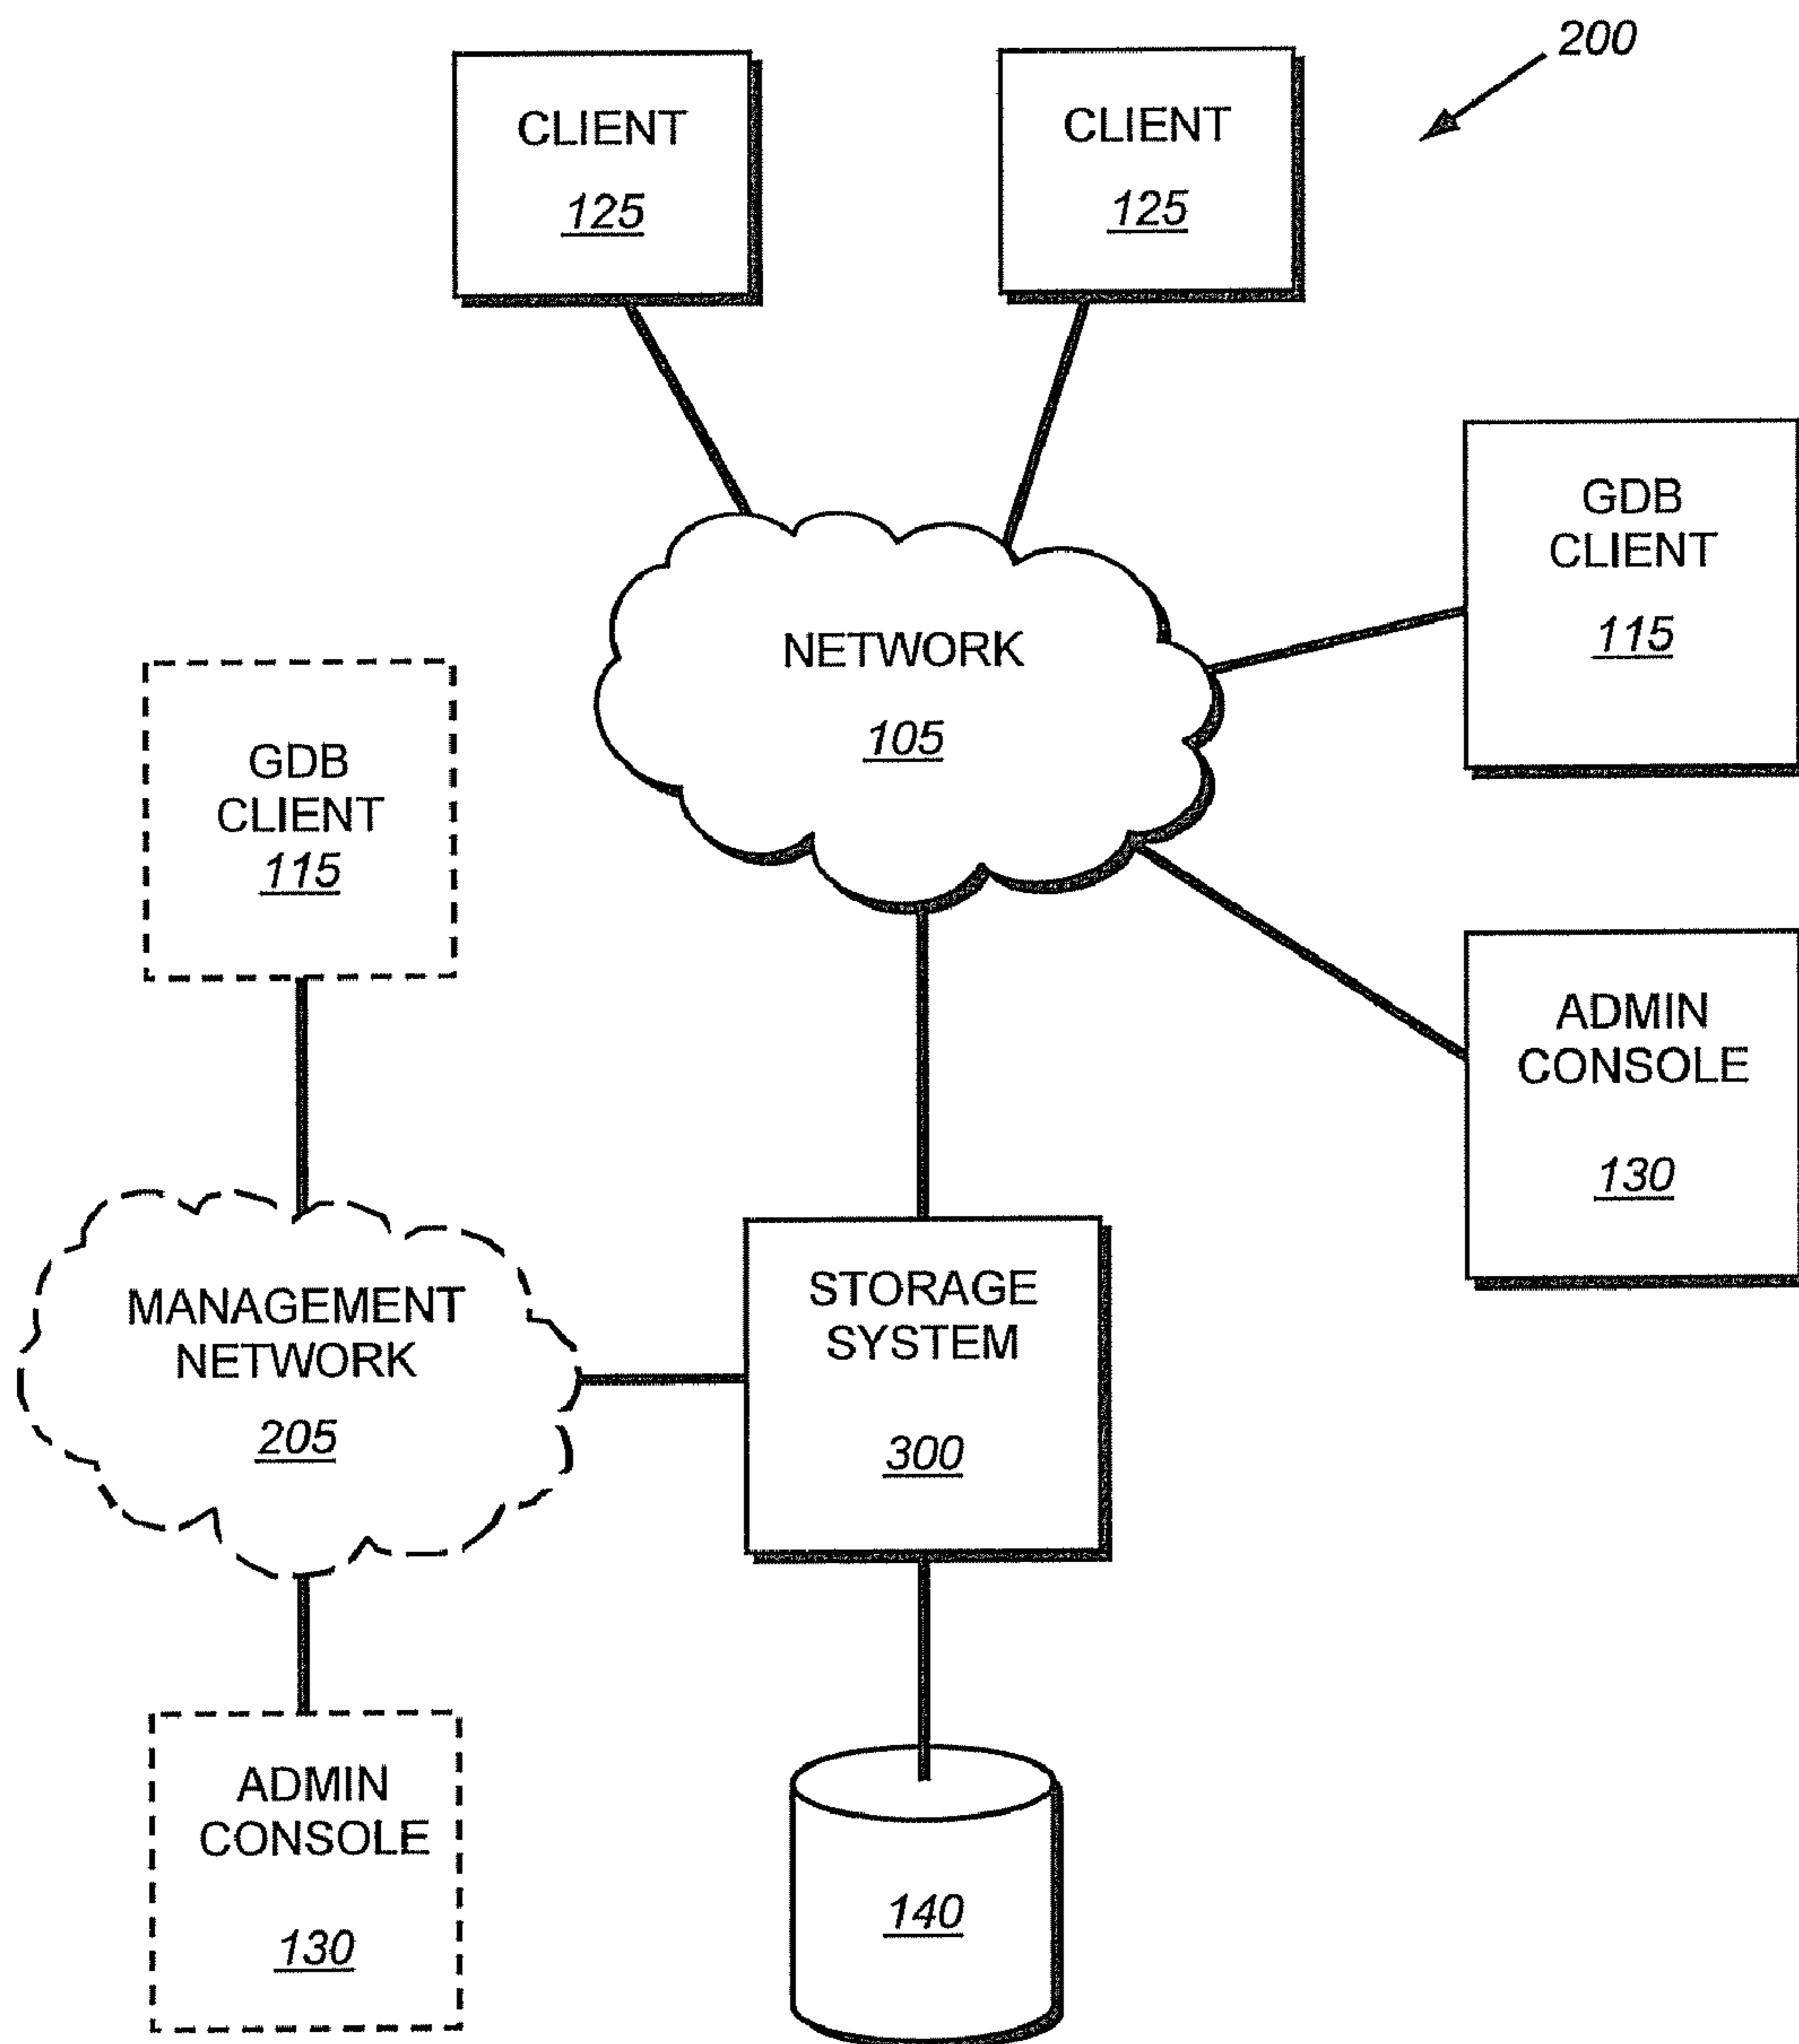 200
CLIENT
125
CLIENT
125
GDB
CLIENT
115
NETWORK
105
GDB
CLIENT
115
ADMIN
CONSOLE
130
MANAGEMENT
NETWORK
205
STORAGE
SYSTEM
300
ADMIN
CONSOLE
130
140